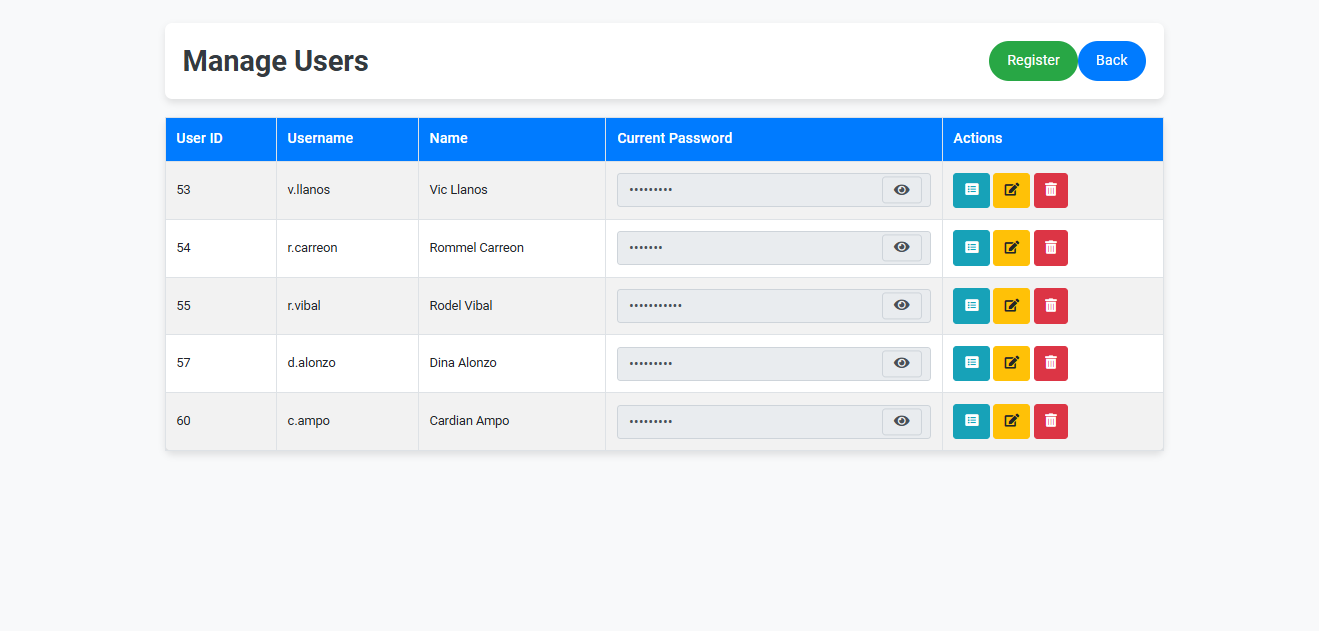 Manage Users
Register Back
User ID Username Name Current Password Actions
53 v.llanos Vic Llanos •••••••••
54 r.carreon Rommel Carreon •••••••
55 r.vibal Rodel Vibal •••••••••••
57 d.alonzo Dina Alonzo •••••••••
60 c.ampo Cardian Ampo •••••••••